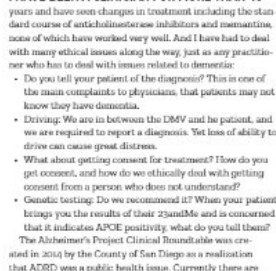 years and have seen changes in treatment including the stan-
dard course of anticholinesterase inhibitors and memantine,
none of which have worked very well. And I have had to deal
with many ethical issues along the way, just as any practitio-
ner who has to deal with issues related to dementia:
• Do you tell your patient of the diagnosis? This is one of
the main complaints to physicians, that patients may not
know they have dementia.
• Driving: We are in between the DMV and he patient, and
we are required to report a diagnosis. Yet loss of ability to
drive can cause great distress.
• What about getting consent for treatment? How do you
get consent, and how do we ethically deal with getting
consent from a person who does not understand?
• Genetic testing: Do we recommend it? When your patient
brings you the results of their 23andMe and is concerned
that it indicates APOE positivity, what do you tell them?
The Alzheimer's Project Clinical Roundtable was cre-
ated in 2014 by the County of San Diego as a realization
that ADRD was a public health issue. Currently there are